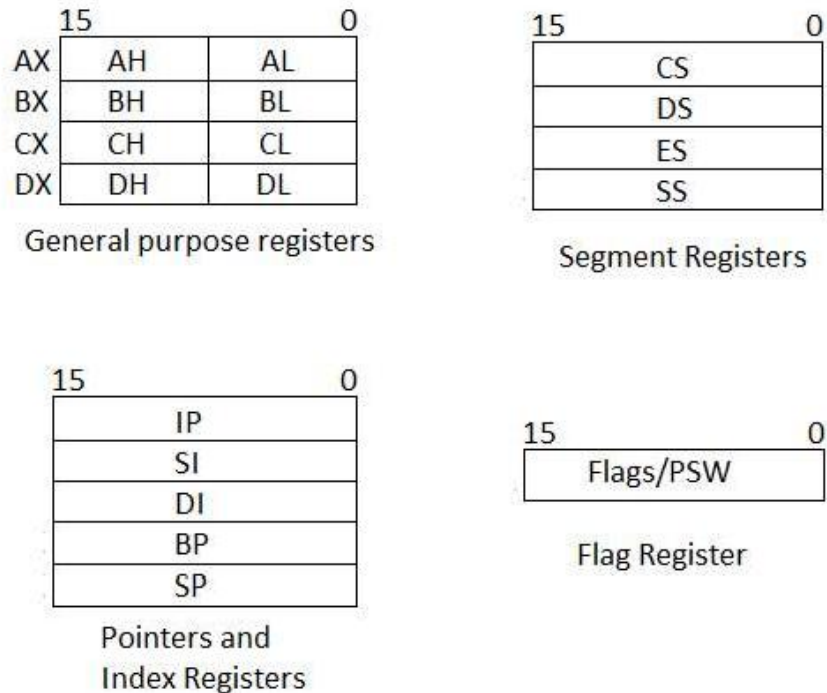 15 0
AX AH AL
BX BH BL
CX CH CL
DX DH DL
General purpose registers
15 0
CS
DS
ES
SS
Segment Registers
15 0
IP
SI
DI
BP
SP
Pointers and
Index Registers
15 0
Flags/PSW
Flag Register